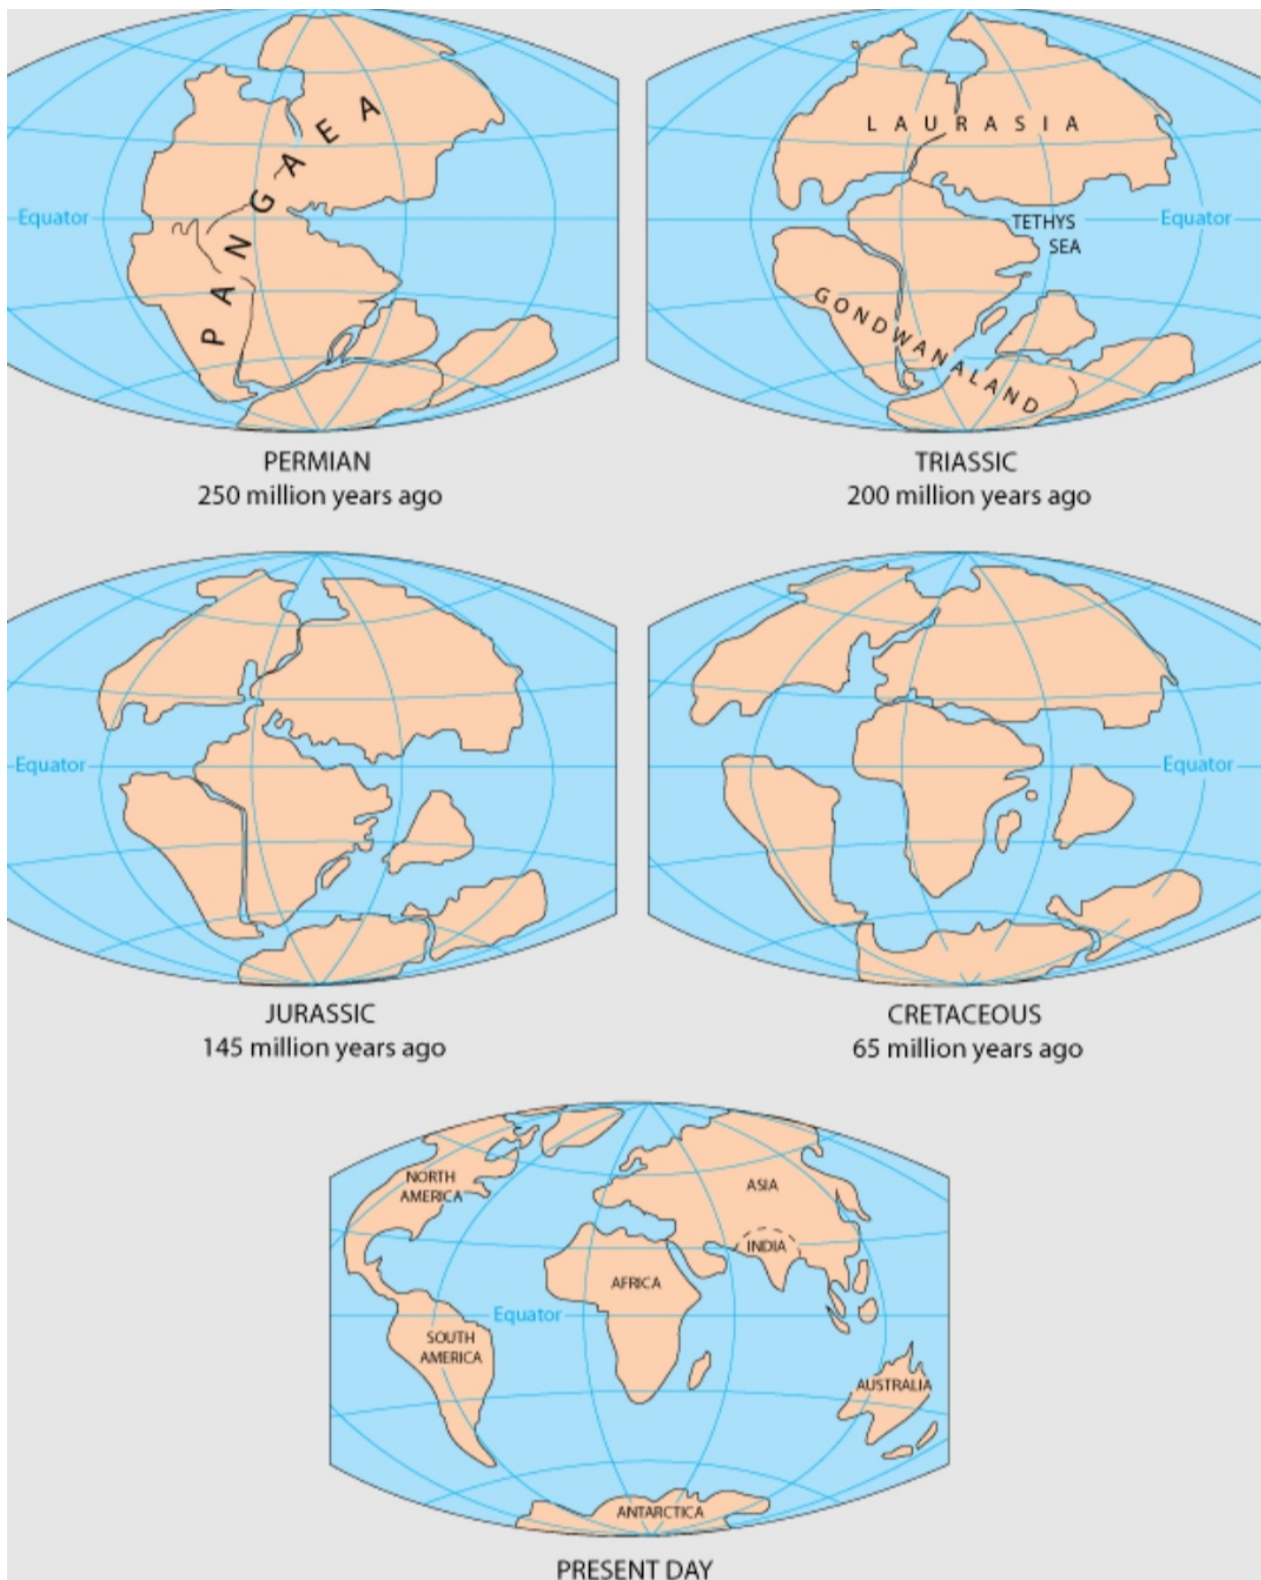 PANGAEA
Equator
PERMIAN
250 million years ago
LAURASIA
TETHYS
SEA
Equator
GONDWANALAND
TRIASSIC
200 million years ago
Equator
JURASSIC
145 million years ago
Equator
CRETACEOUS
65 million years ago
NORTH
AMERICA
ASIA
INDIA
AFRICA
Equator
SOUTH
AMERICA
AUSTRALIA
ANTARCTICA
PRESENT DAY